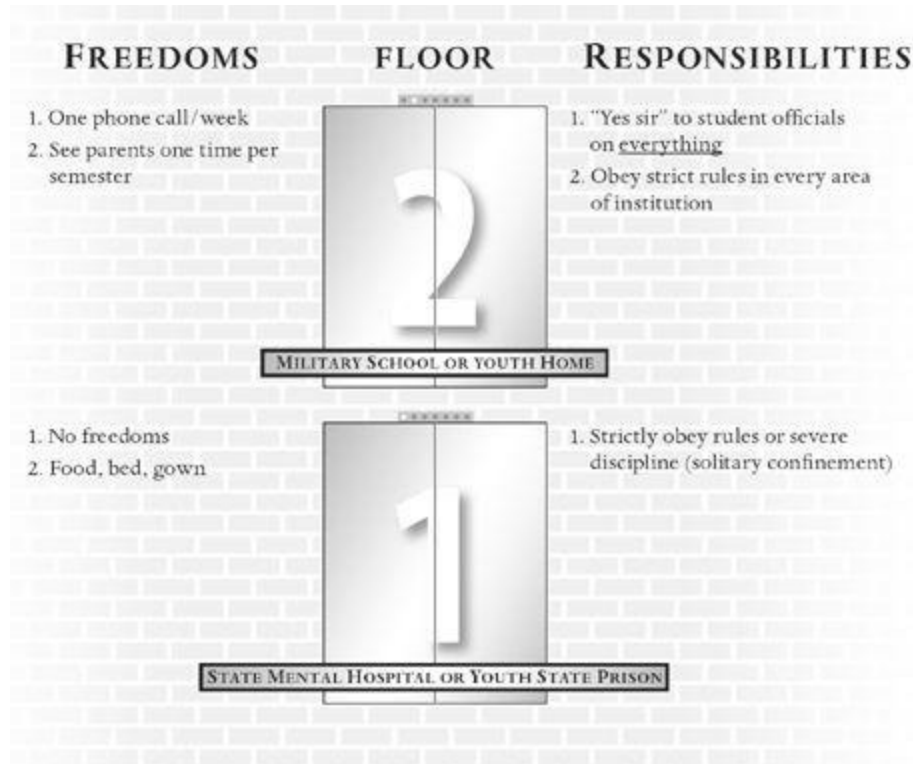 FREEDOMS FLOOR RESPONSIBILITIES
1. One phone call/week
2. See parents one time per
semester
2
1. "Yes sir" to student officials
on everything
2. Obey strict rules in every area
of institution
MILITARY SCHOOL OR YOUTH HOME
1. No freedoms
2. Food, bed, gown
1
1. Strictly obey rules or severe
discipline (solitary confinement)
STATE MENTAL HOSPITAL OR YOUTH STATE PRISON